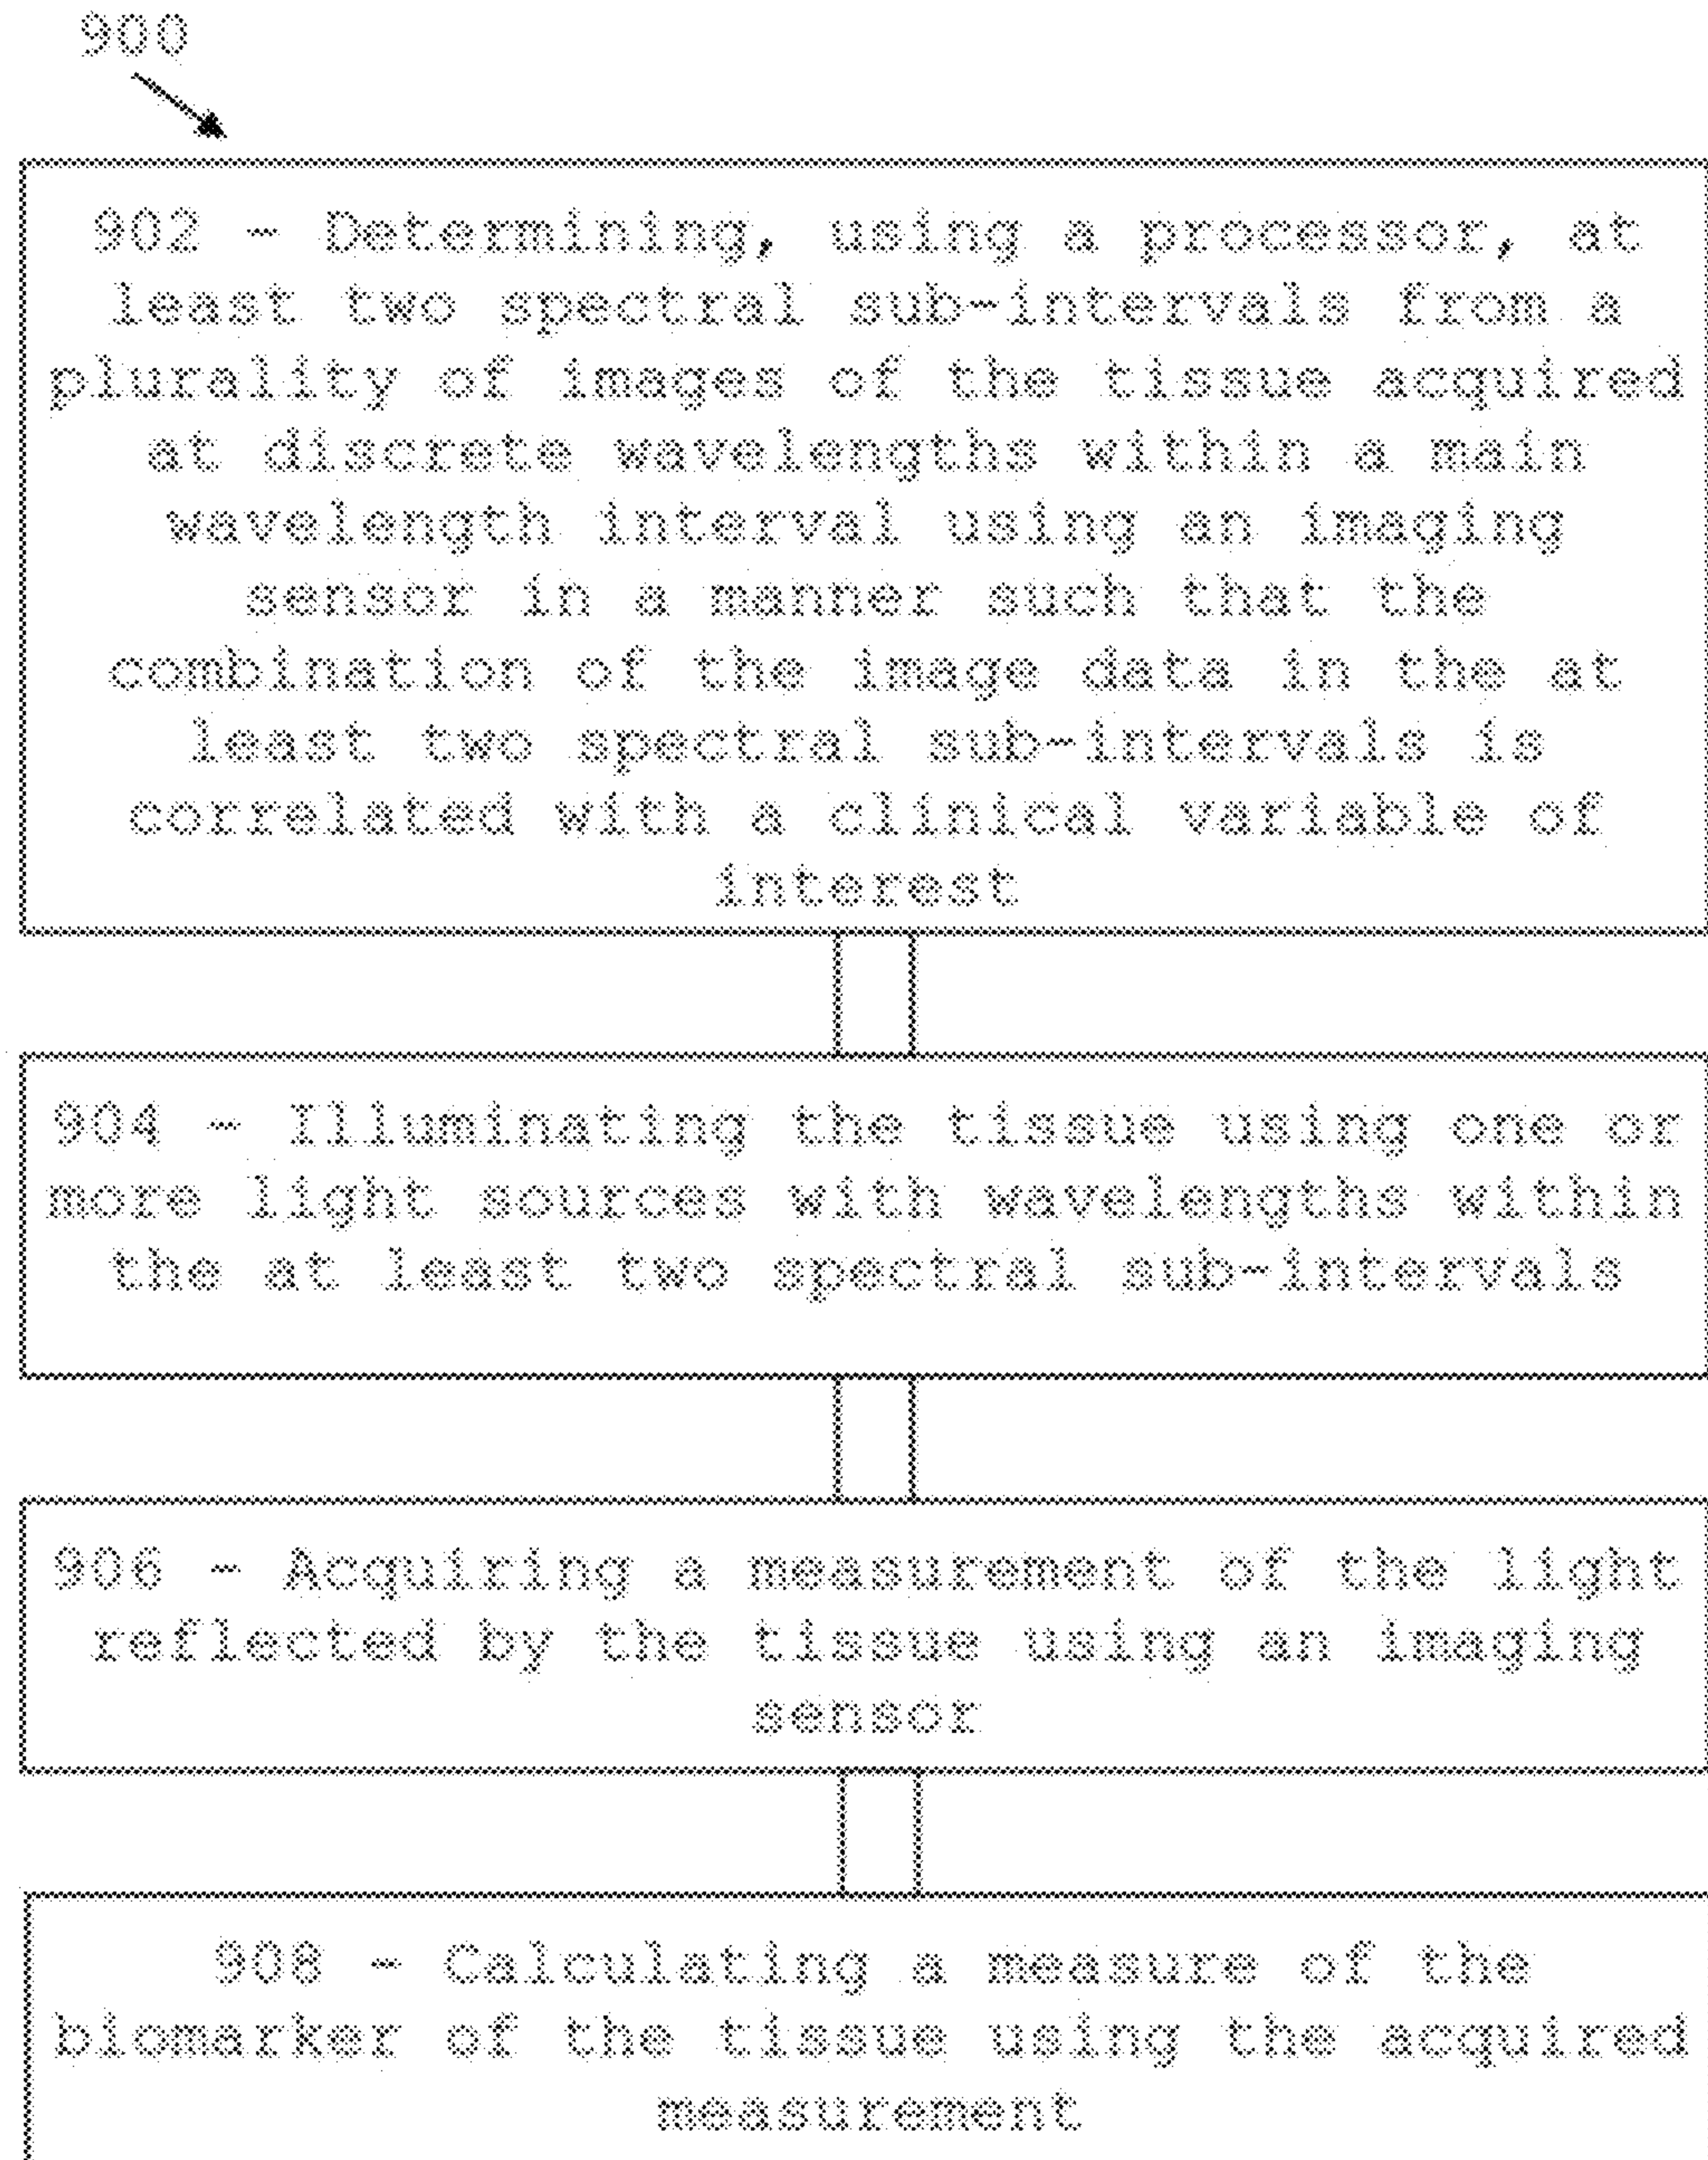 900
902 - Determining, using a processor, at
least two spectral sub-intervals from a
plurality of images of the tissue acquired
at discrete wavelengths within a main
wavelength interval using an imaging
sensor in a manner such that the
combination of the image data in the at
least two spectral sub-intervals is
correlated with a clinical variable of
interest
904 - Illuminating the tissue using one or
more light sources with wavelengths within
the at least two spectral sub-intervals
906 - Acquiring a measurement of the light
reflected by the tissue using an imaging
sensor
908 - Calculating a measure of the
biomarker of the tissue using the acquired
measurement